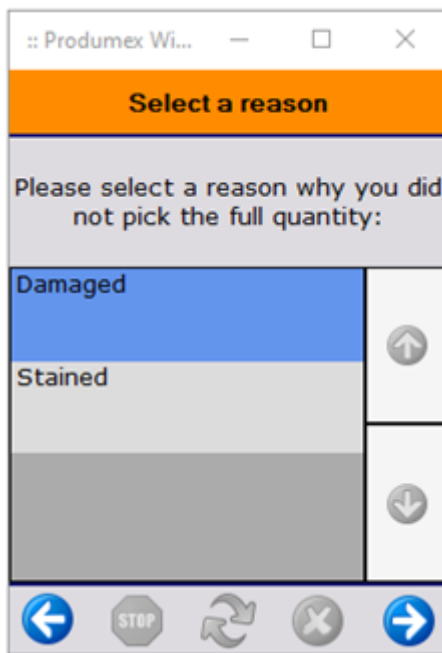 :: Produmex Wi...
Select a reason
Please select a reason why you did
not pick the full quantity:
Damaged
Stained
STOP